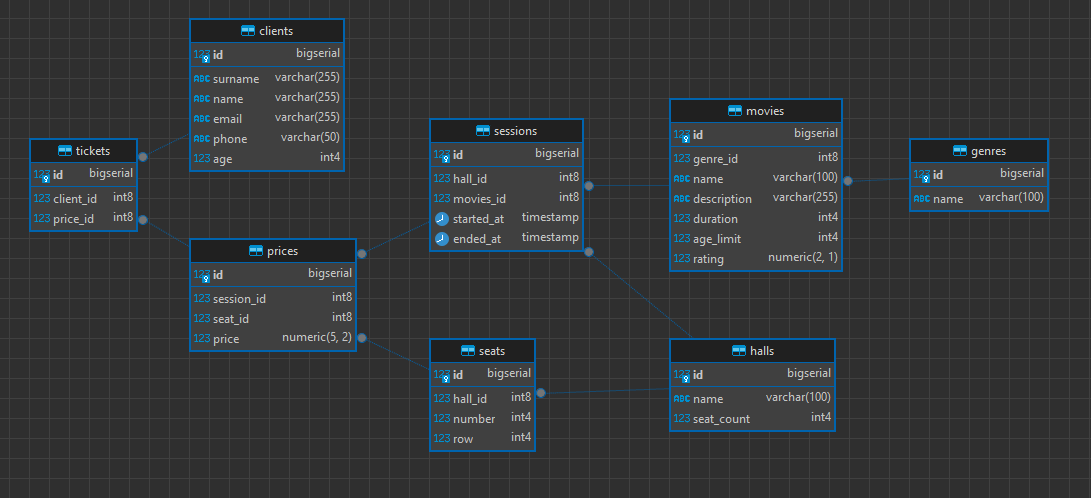 clients
123 id bigserial
ABC surname varchar(255)
ABC name varchar(255)
ABC email varchar(255)
ABC phone varchar(50)
123 age int4
tickets
123 id bigserial
123 client_id int8
123 price_id int8
prices
123 id bigserial
123 session_id int8
123 seat_id int8
123 price numeric(5, 2)
sessions
123 id bigserial
123 hall_id int8
123 movies_id int8
started_at timestamp
ended_at timestamp
seats
123 id bigserial
123 hall_id int8
123 number int4
123 row int4
movies
123 id bigserial
123 genre_id int8
ABC name varchar(100)
ABC description varchar(255)
123 duration int4
123 age_limit int4
123 rating numeric(2, 1)
halls
123 id bigserial
ABC name varchar(100)
123 seat_count int4
genres
123 id bigserial
ABC name varchar(100)